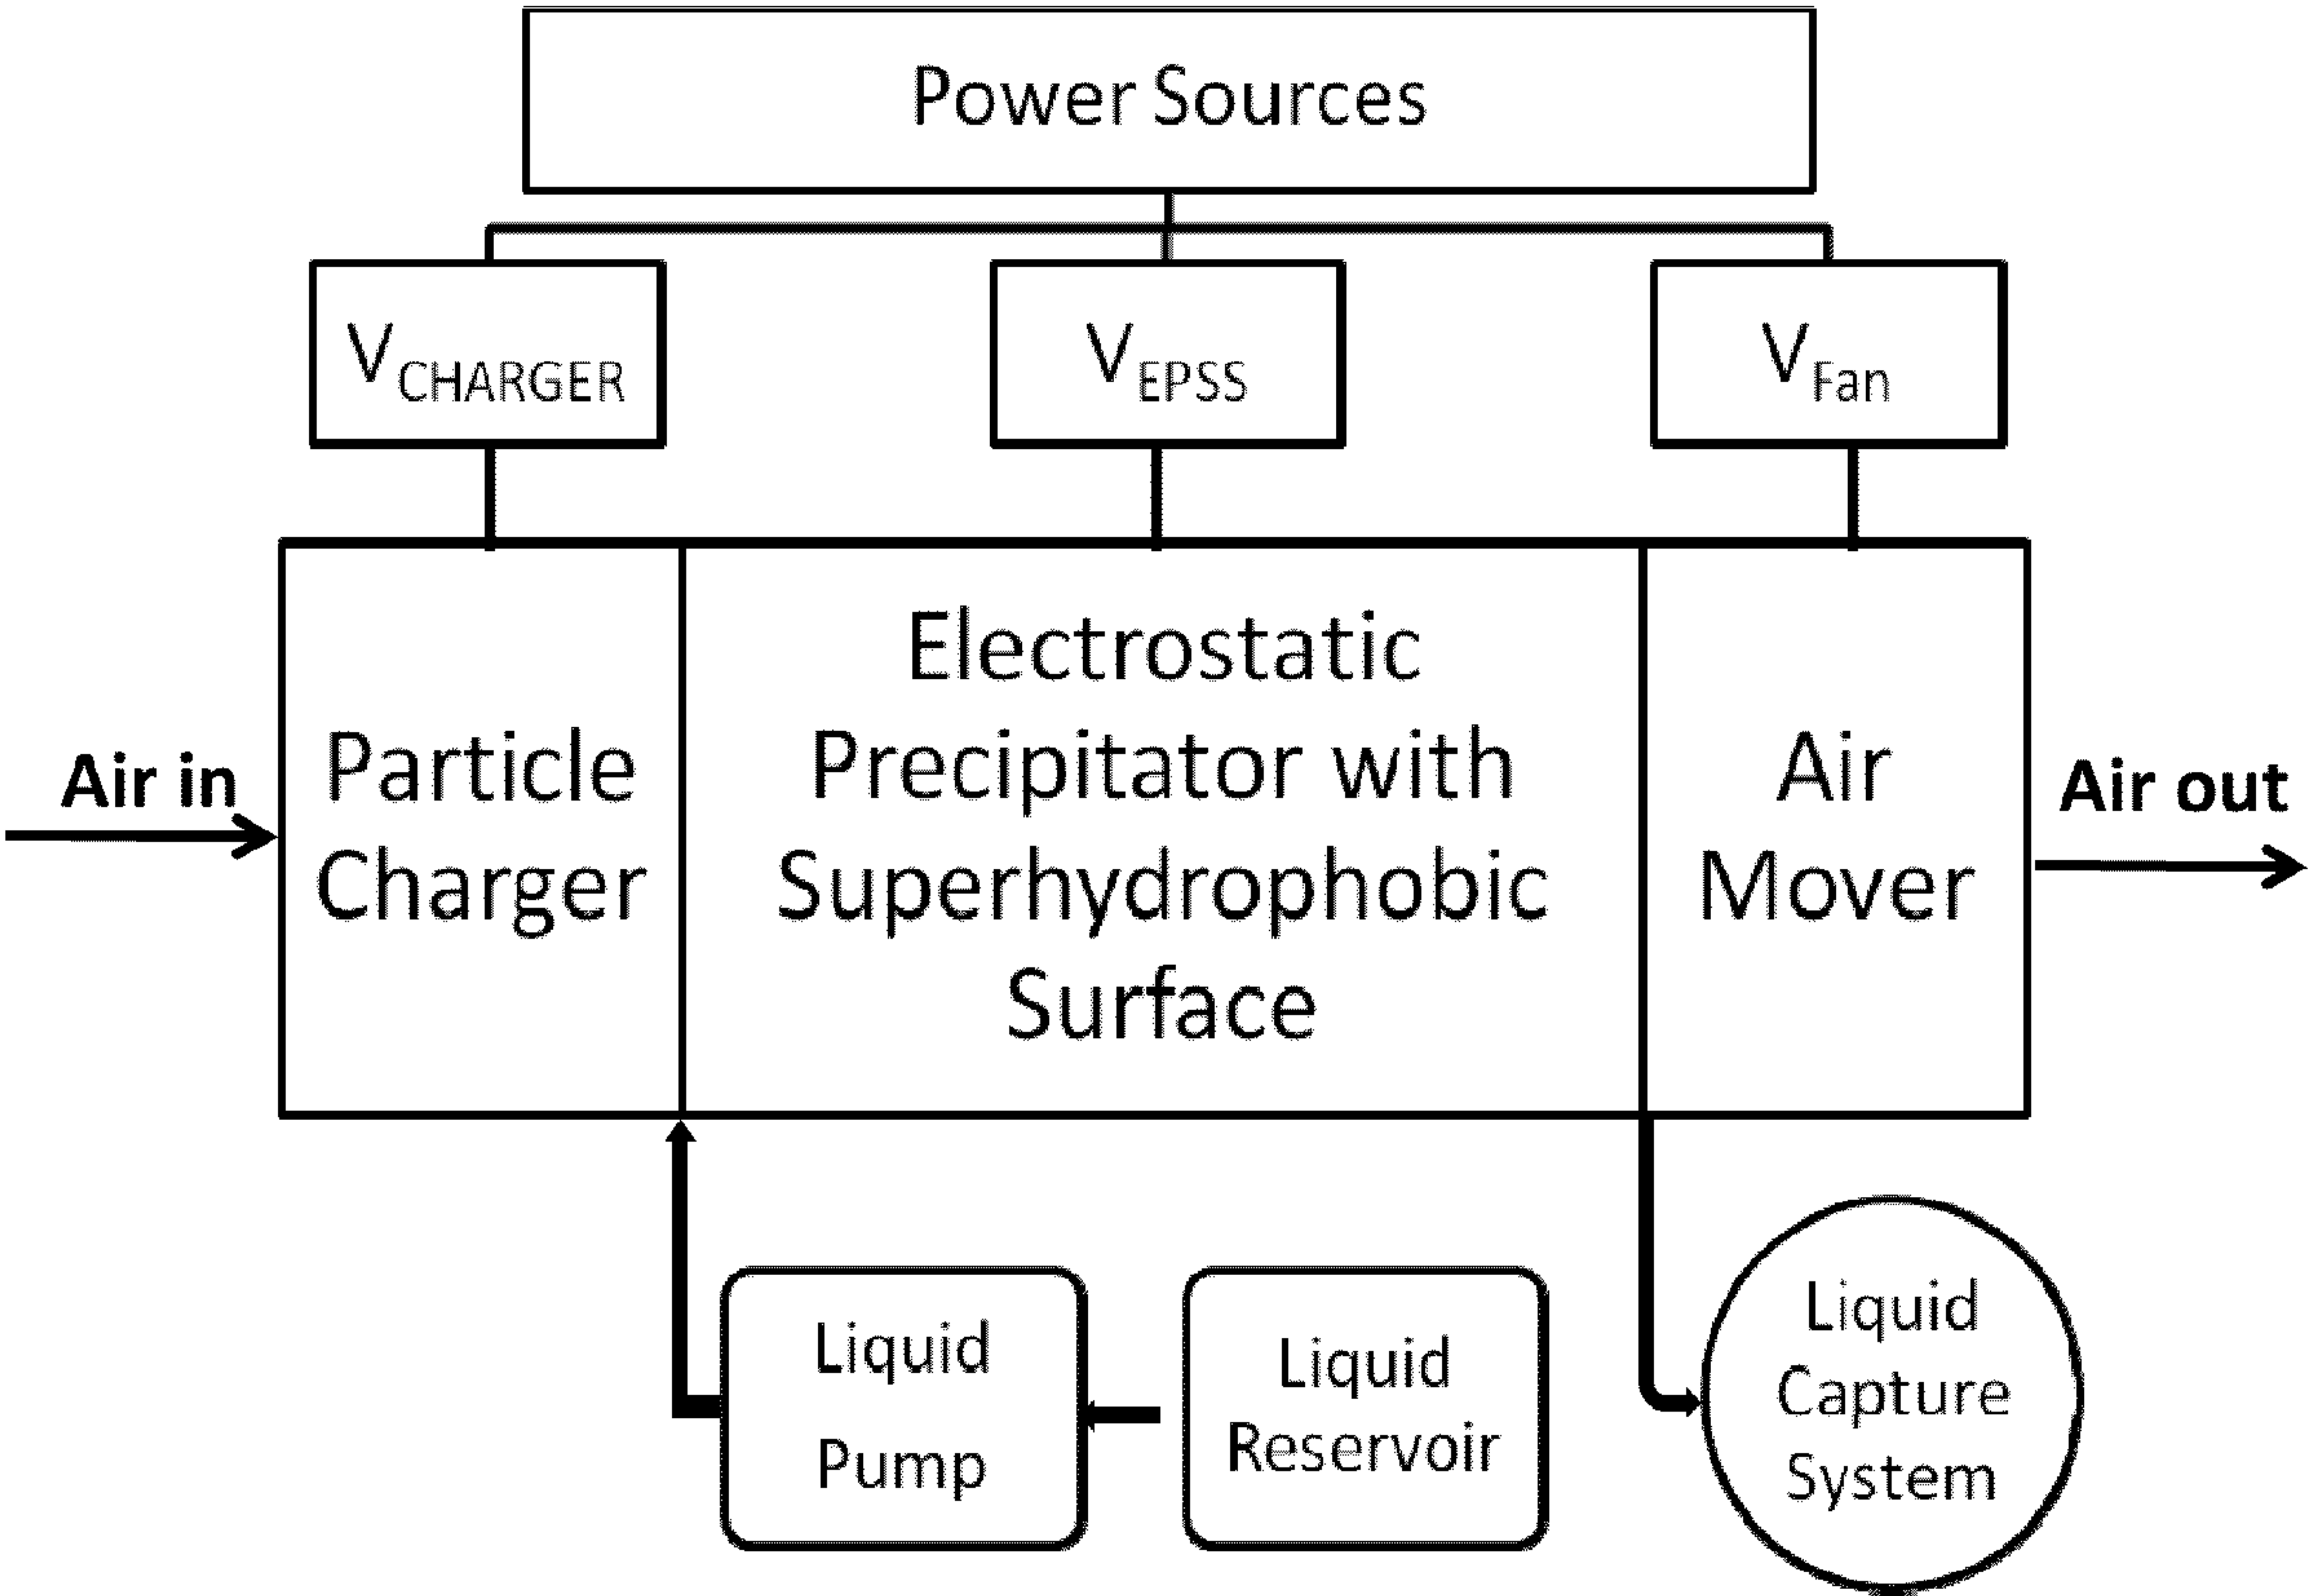 Power Sources
VCHARGER
VEPSS
VFan
Air in
Particle
Charger
Electrostatic
Precipitator with
Superhydrophobic
Surface
Air
Mover
Air out
Liquid
Pump
Liquid
Reservoir
Liquid
Capture
System